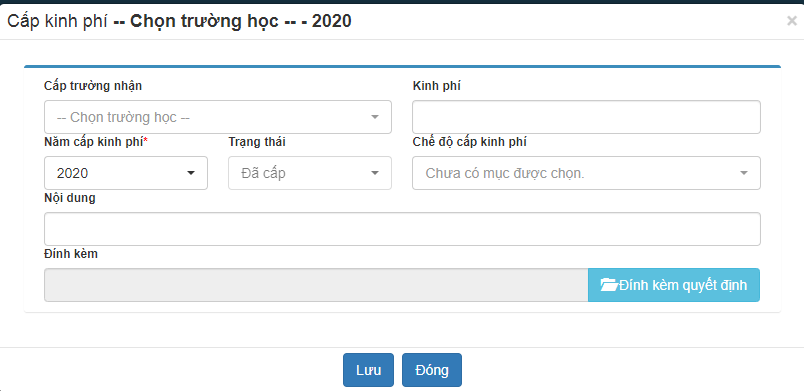 Cấp kinh phí -- Chọn trường học -- - 2020
×
Cấp trường nhận
Kinh phí
-- Chọn trường học --
Năm cấp kinh phí*
Trạng thái
Chế độ cấp kinh phí
2020
Đã cấp
Chưa có mục được chọn.
Nội dung
Đính kèm
Đính kèm quyết định
Lưu
Đóng